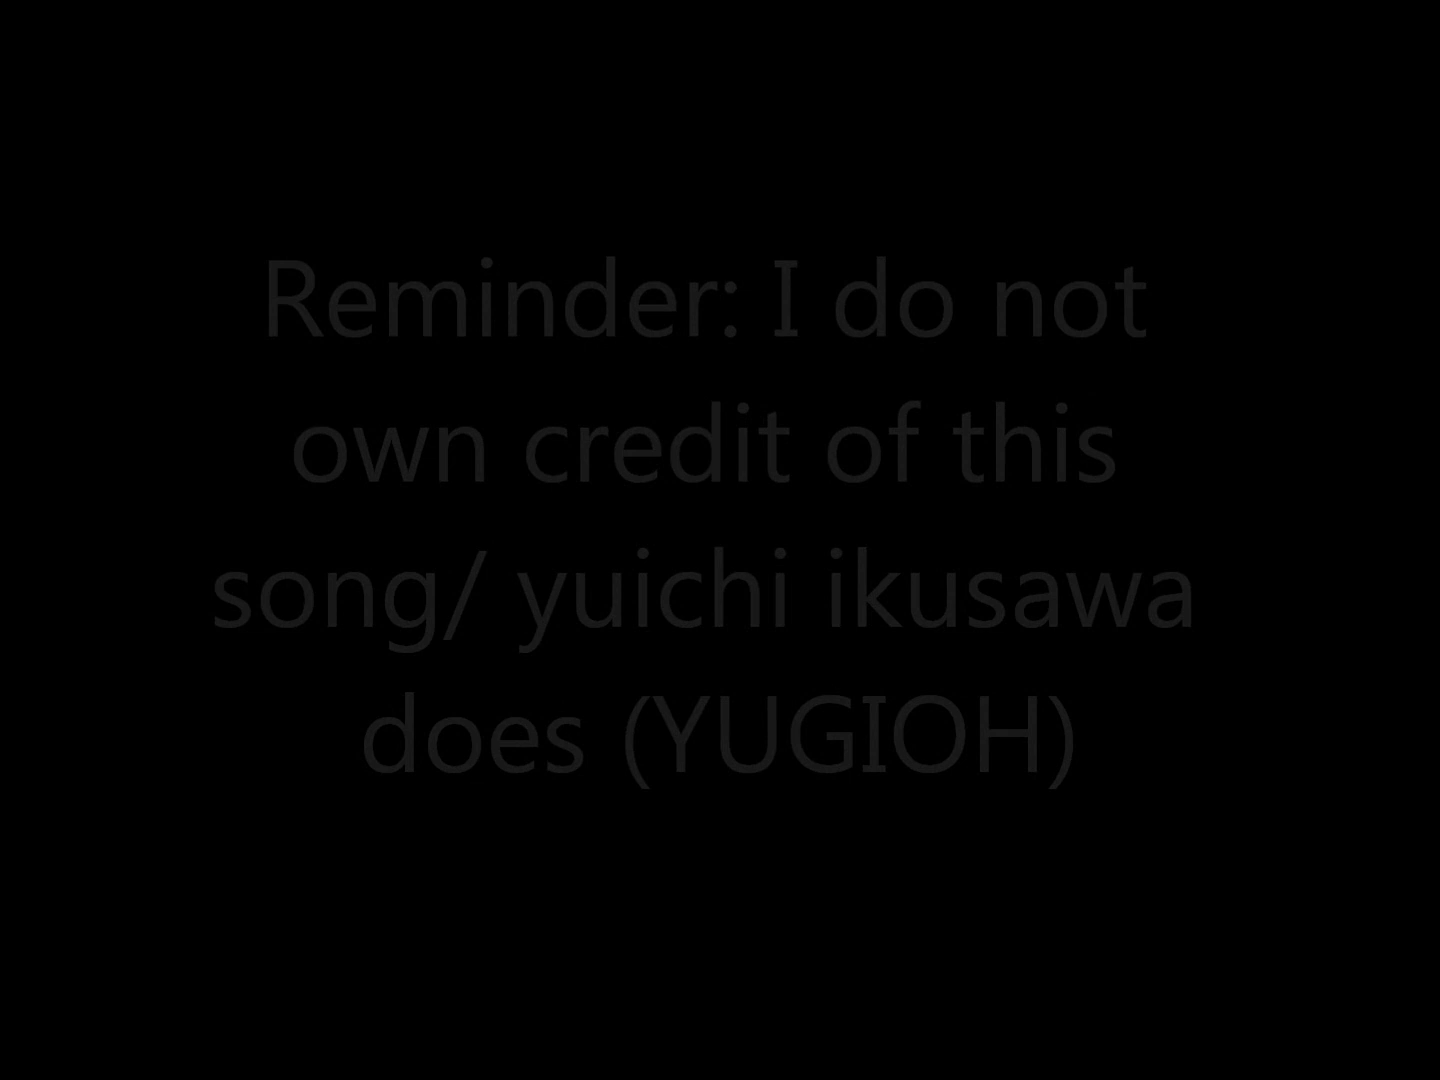 Reminder: I do not
own credit of this
song/ yuichi ikusawa
does (YUGIOH)